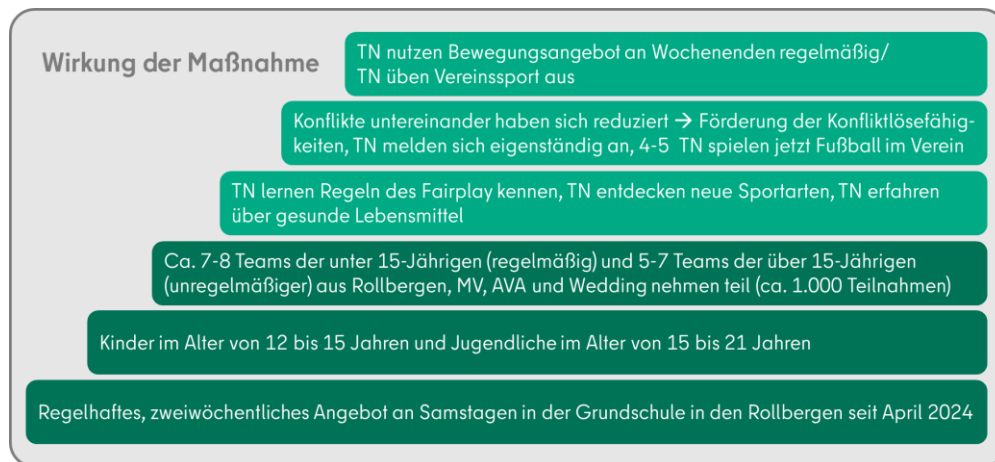 Wirkung der Maßnahme
TN nutzen Bewegungsangebot an Wochenenden regelmäßig/
TN üben Vereinssport aus
Konflikte untereinander haben sich reduziert → Förderung der Konfliktlösefähig-
keiten, TN melden sich eigenständig an, 4-5 TN spielen jetzt Fußball im Verein
TN lernen Regeln des Fairplay kennen, TN entdecken neue Sportarten, TN erfahren
über gesunde Lebensmittel
Ca. 7-8 Teams der unter 15-Jährigen (regelmäßig) und 5-7 Teams der über 15-Jährigen
(unregelmäßiger) aus Rollbergen, MV, AVA und Wedding nehmen teil (ca. 1.000 Teilnahmen)
Kinder im Alter von 12 bis 15 Jahren und Jugendliche im Alter von 15 bis 21 Jahren
Regelhaftes, zweiwöchentliches Angebot an Samstagen in der Grundschule in den Rollbergen seit April 2024